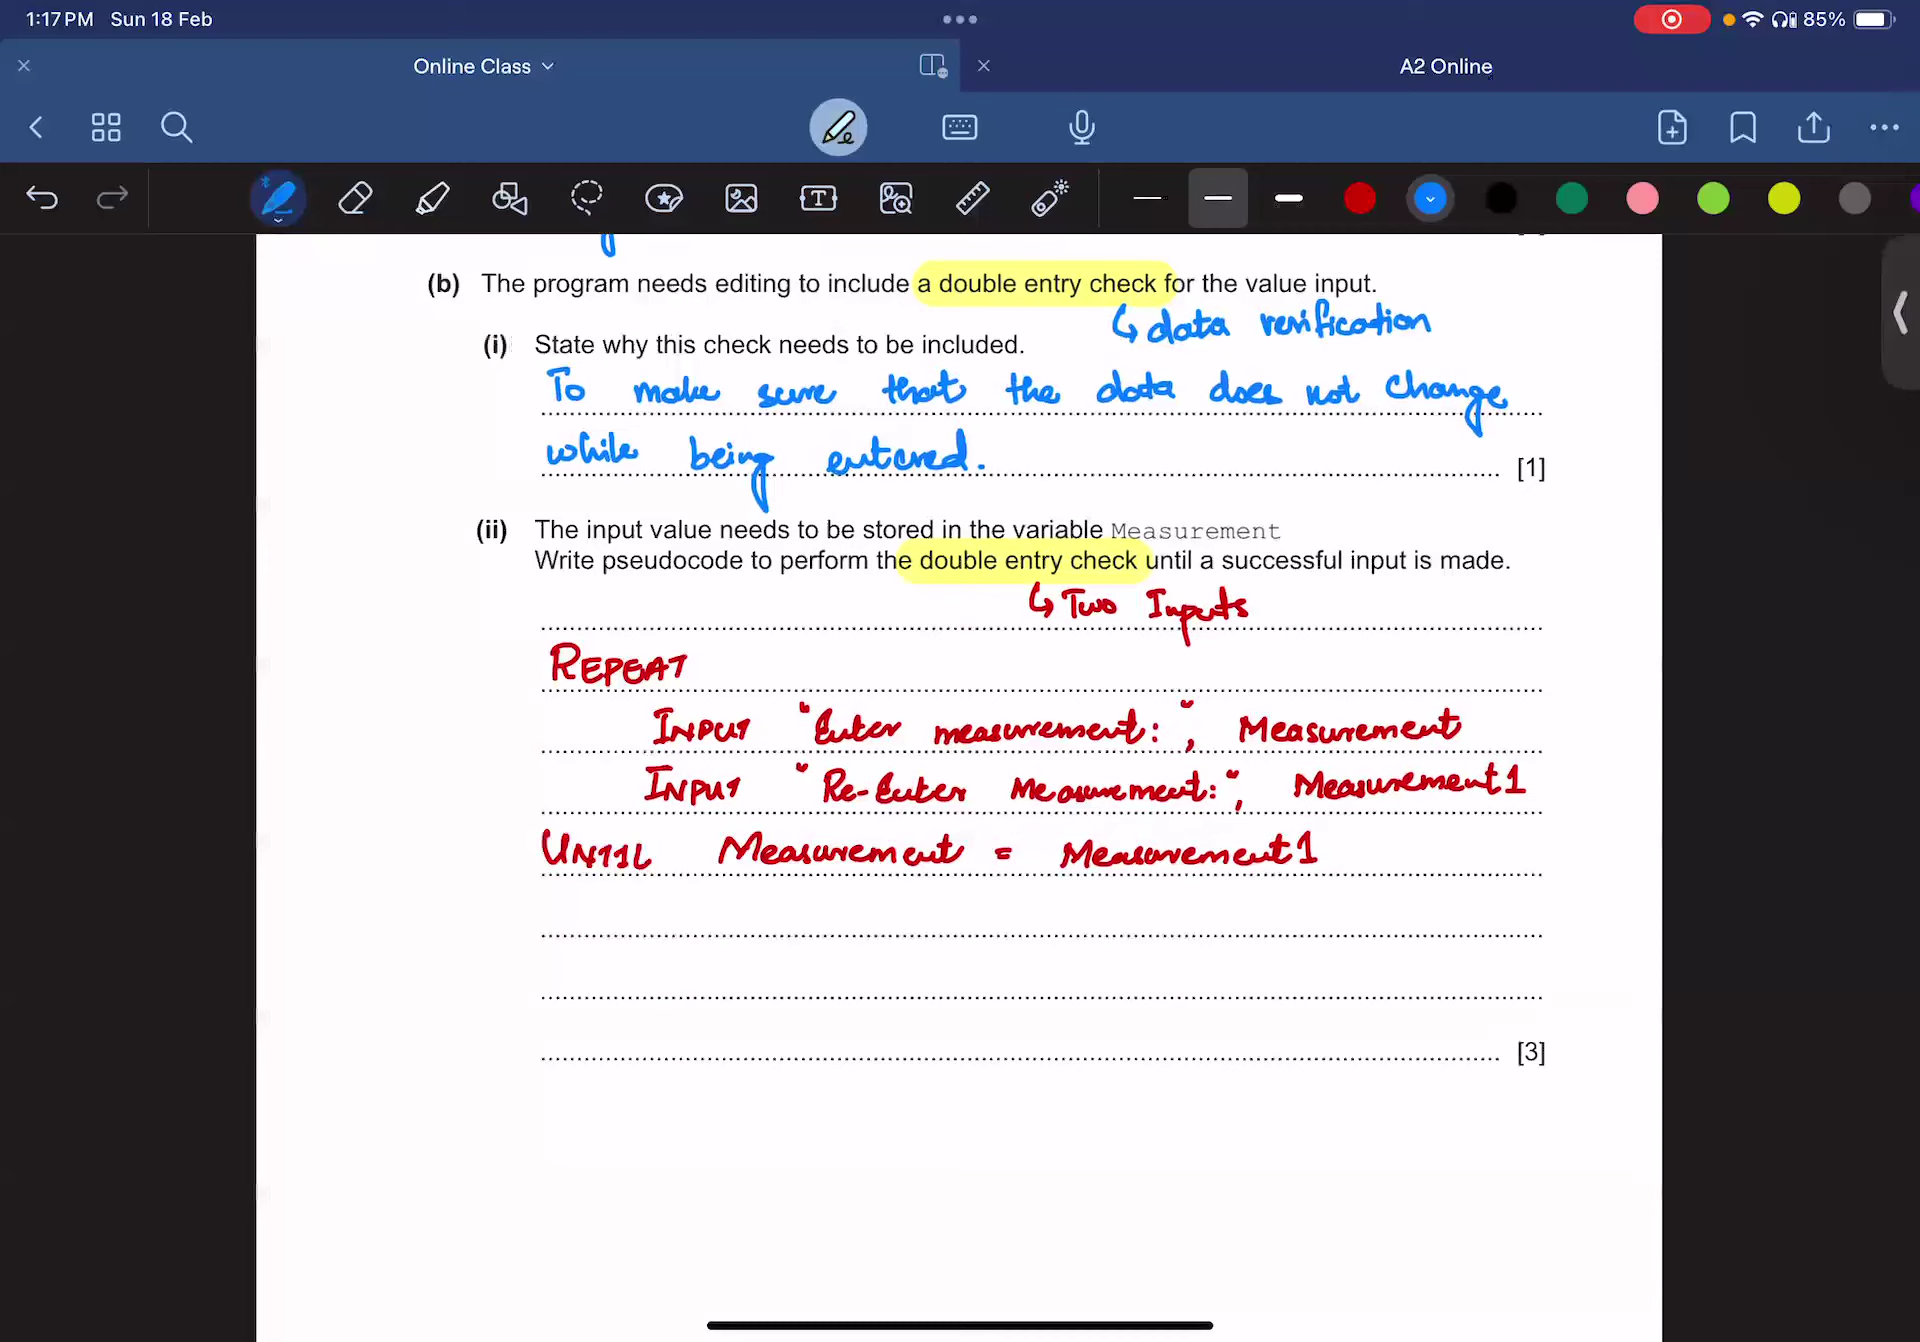 1:17 PM Sun 18 Feb
85%
Online Class
A2 Online
(b) The program needs editing to include a double entry check for the value input.
↳ data verification
(i) State why this check needs to be included.
To make sure that the data does not change
while being entered.
[1]
(ii) The input value needs to be stored in the variable Measurement
Write pseudocode to perform the double entry check until a successful input is made.
↳ Two Inputs
REPEAT
INPUT "Enter measurement:", Measurement
INPUT "Re-Enter Measurement:", Measurement1
UNTIL Measurement = Measurement1
[3]